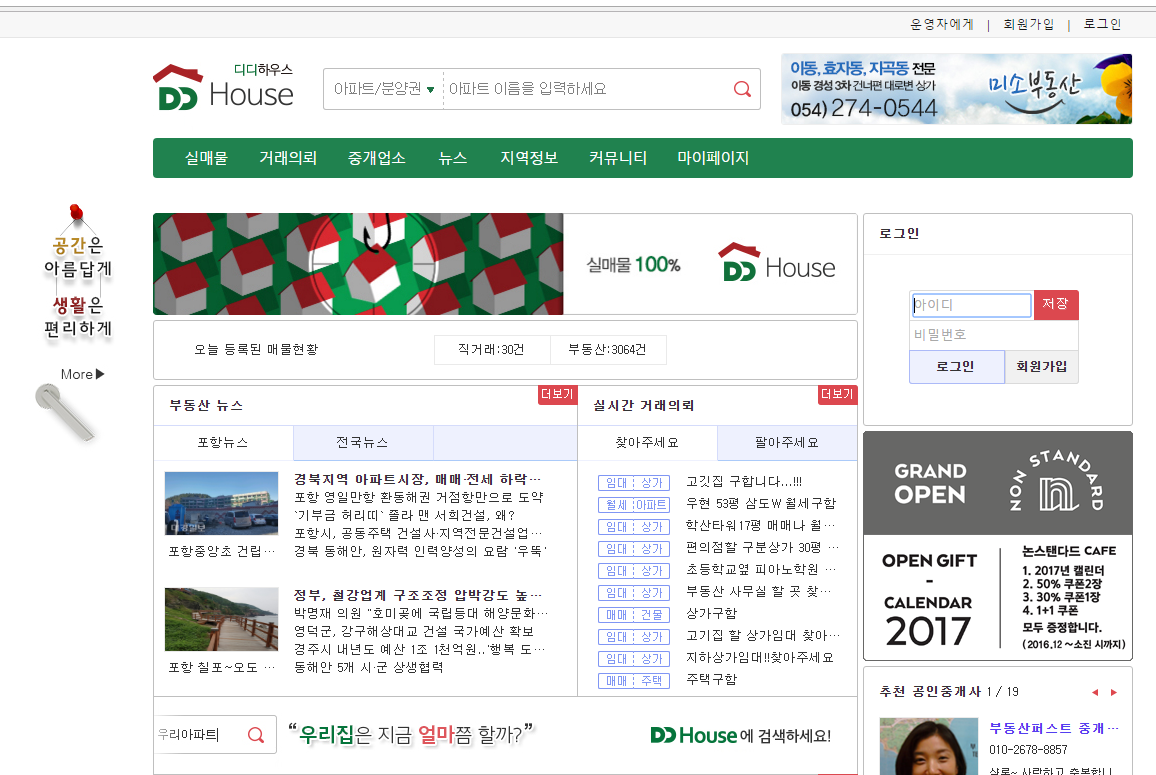 운영자에게 | 회원가입 | 로그인
디디하우스
DD House
아파트/분양권 ▼ 아파트 이름을 입력하세요
이동, 효자동, 지곡동 전문
이동 경성 3차 건너편 대로변 상가
054) 274-0544
미소부동산
실매물 거래의뢰 중개업소 뉴스 지역정보 커뮤니티 마이페이지
공간은
아름답게
생활은
편리하게
More▶
실매물 100%
DD House
오늘 등록된 매물현황 직거래:30건 부동산:3064건
로그인
아이디 저장
비밀번호
로그인 회원가입
부동산 뉴스 더보기
포항뉴스 전국뉴스
경북지역 아파트시장, 매매·전세 하락…
포항 영일만항 환동해권 거점항만으로 도약
`기부금 허리띠` 졸라 맨 서희건설, 왜?
포항시, 공동주택 건설사·지역전문건설업…
경북 동해안, 원자력 인력양성의 요람 '우뚝'
포항중앙초 건립…
정부, 철강업계 구조조정 압박강도 높…
박명재 의원 "호미곶에 국립등대 해양문화…
영덕군, 강구해상대교 건설 국가예산 확보
경주시 내년도 예산 1조 1천억원..'행복 도…
동해안 5개 시·군 상생협력
포항 칠포~오도 …
실시간 거래의뢰 더보기
찾아주세요 팔아주세요
임대 상가 고깃집 구합니다...!!!
월세 아파트 우현 53평 삼도W 월세구함
임대 상가 학산타워17평 매매나 월…
임대 상가 편의점할 구분상가 30평 …
임대 상가 초등학교옆 피아노학원 …
임대 상가 부동산 사무실 할 곳 찾…
매매 건물 상가구함
임대 상가 고기집 할 상가임대 찾아…
임대 상가 지하상가임대!!찾아주세요
매매 주택 주택구함
GRAND
OPEN
NON STANDARD
n
OPEN GIFT
-
CALENDAR
2017
논스탠다드 CAFE
1. 2017년 캘린더
2. 50% 쿠폰2장
3. 30% 쿠폰1장
4. 1+1 쿠폰
모두 증정합니다.
(2016.12 ~소진 시까지)
추천 공인중개사 1 / 19
부동산퍼스트 중개…
010-2678-8857
우리아파트
“우리집은 지금 얼마쯤 할까?”
DD House에 검색하세요!